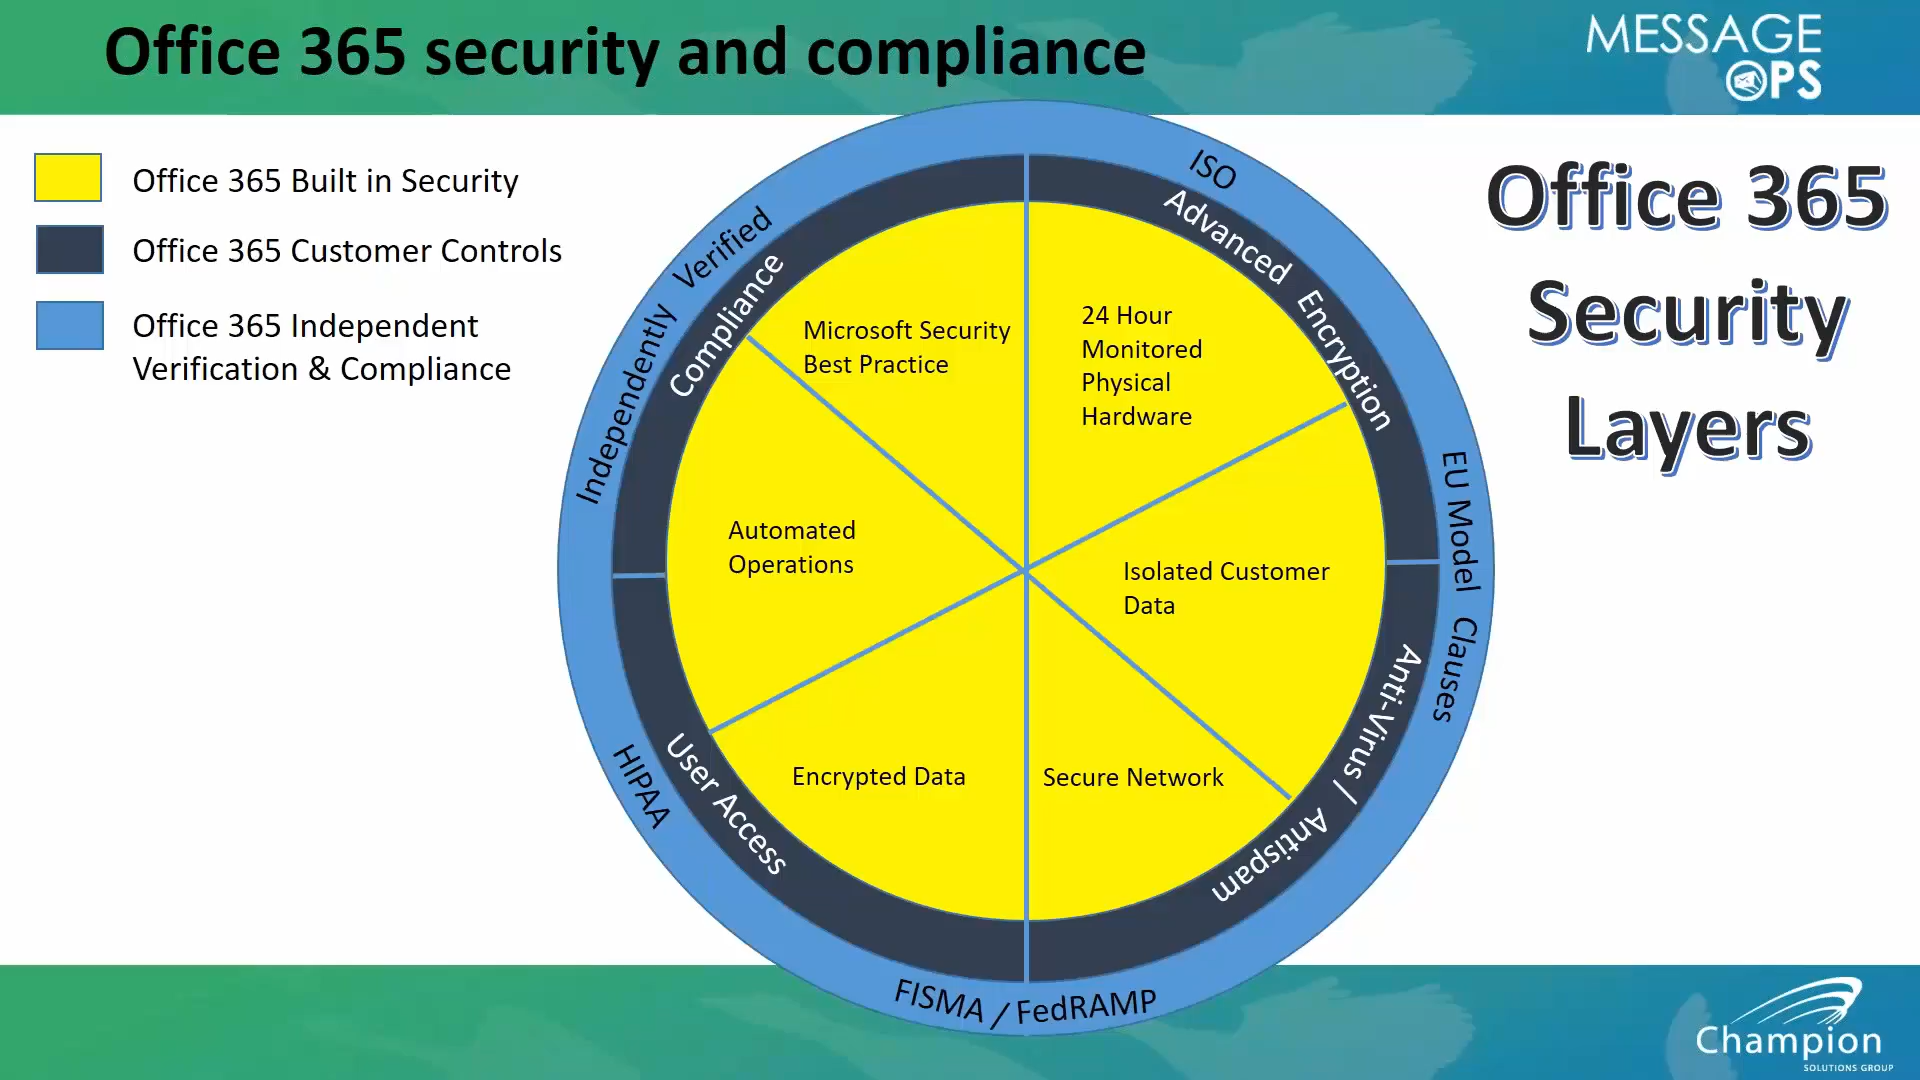 Office 365 security and compliance
MESSAGE
OPS
Office 365 Built in Security
Office 365 Customer Controls
Office 365 Independent
Verification & Compliance
Office 365
Security
Layers
Independently Verified
ISO
EU Model Clauses
FISMA / FedRAMP
HIPAA
Compliance
Advanced Encryption
Anti-Virus / Antispam
User Access
Microsoft Security
Best Practice
24 Hour
Monitored
Physical
Hardware
Automated
Operations
Isolated Customer
Data
Encrypted Data
Secure Network
Champion
SOLUTIONS GROUP